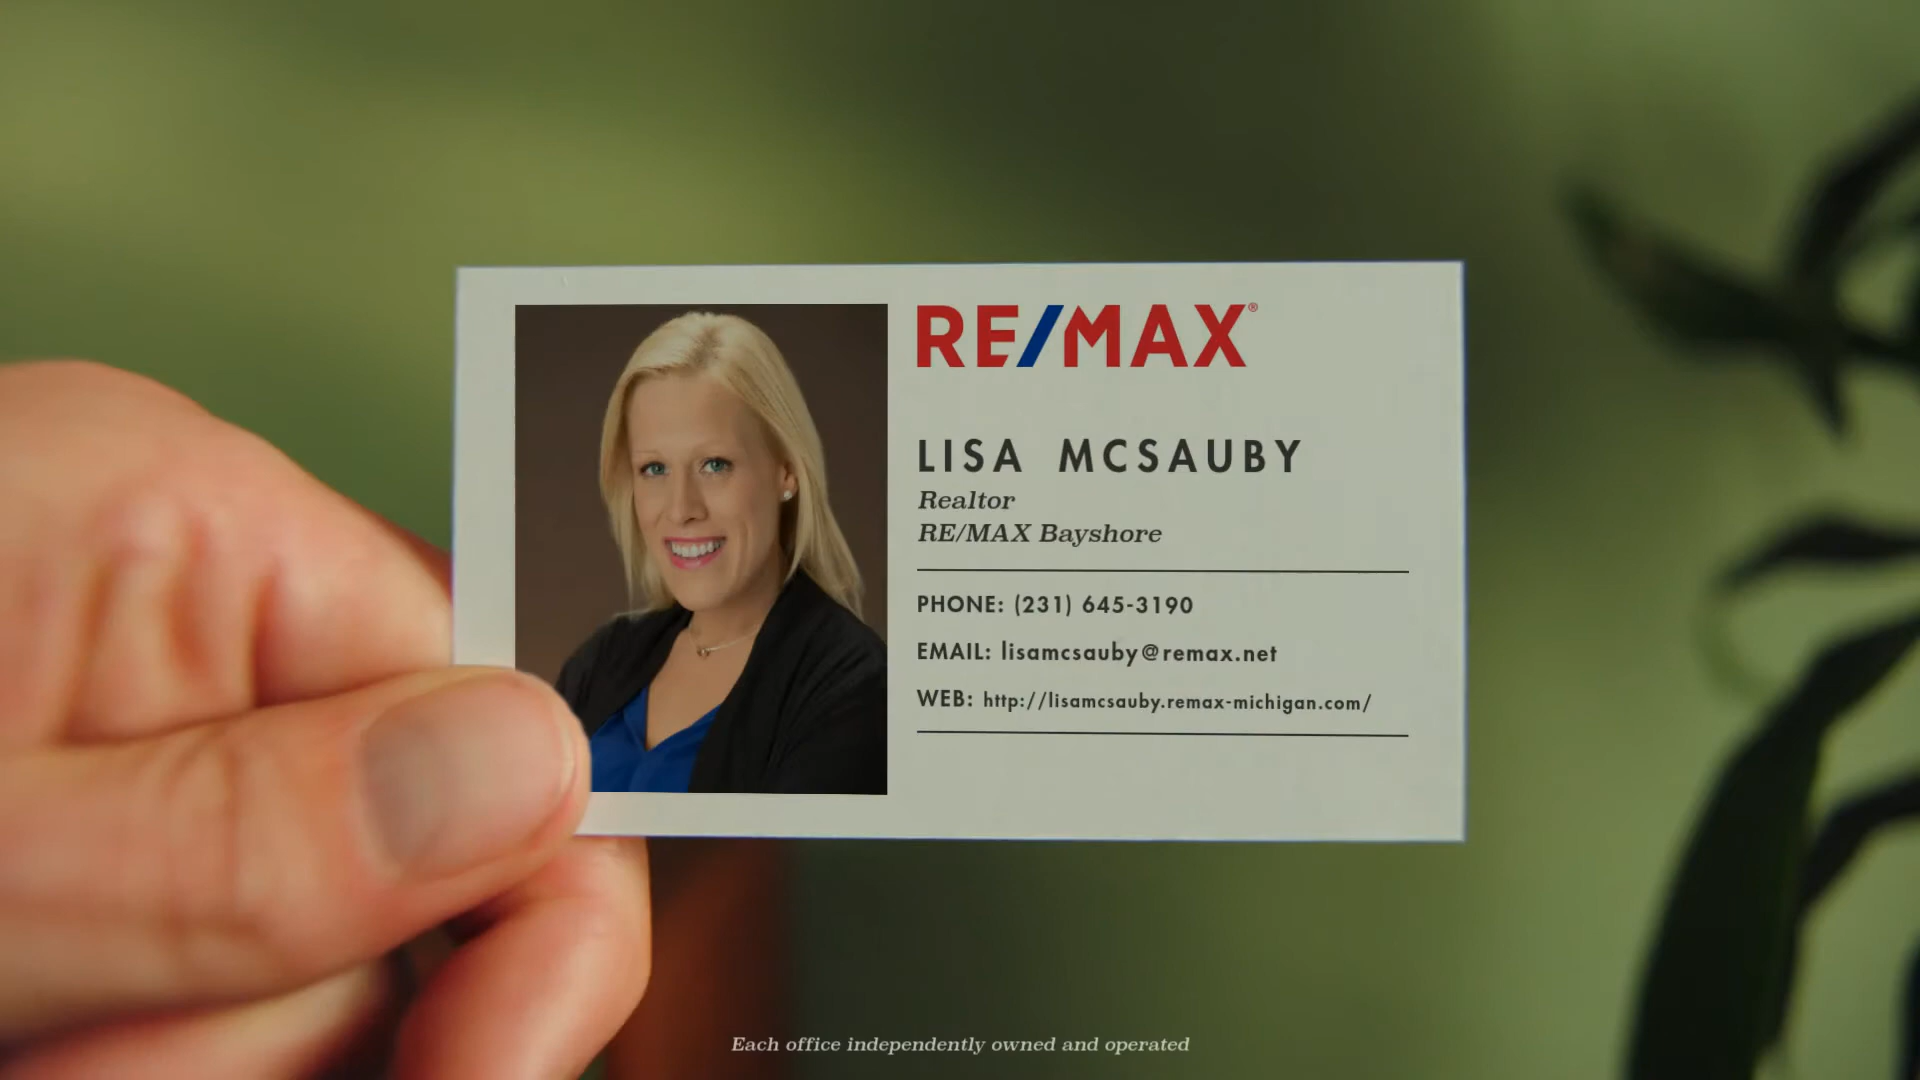 RE/MAX®
LISA MCSAUBY
Realtor
RE/MAX Bayshore
PHONE: (231) 645-3190
EMAIL: lisamcsauby@remax.net
WEB: http://lisamcsauby.remax-michigan.com/
Each office independently owned and operated